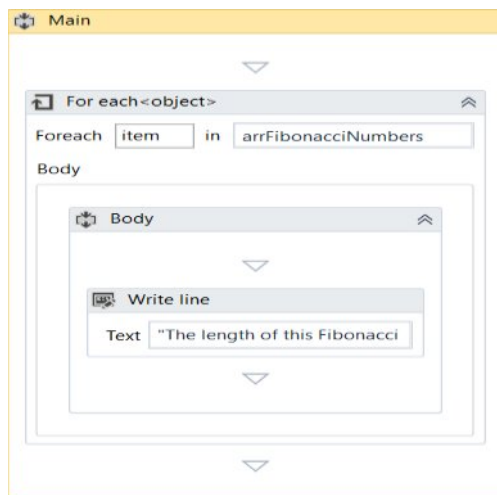 Main
For each<object>
Foreach item in arrFibonacciNumbers
Body
Body
Write line
Text "The length of this Fibonacci